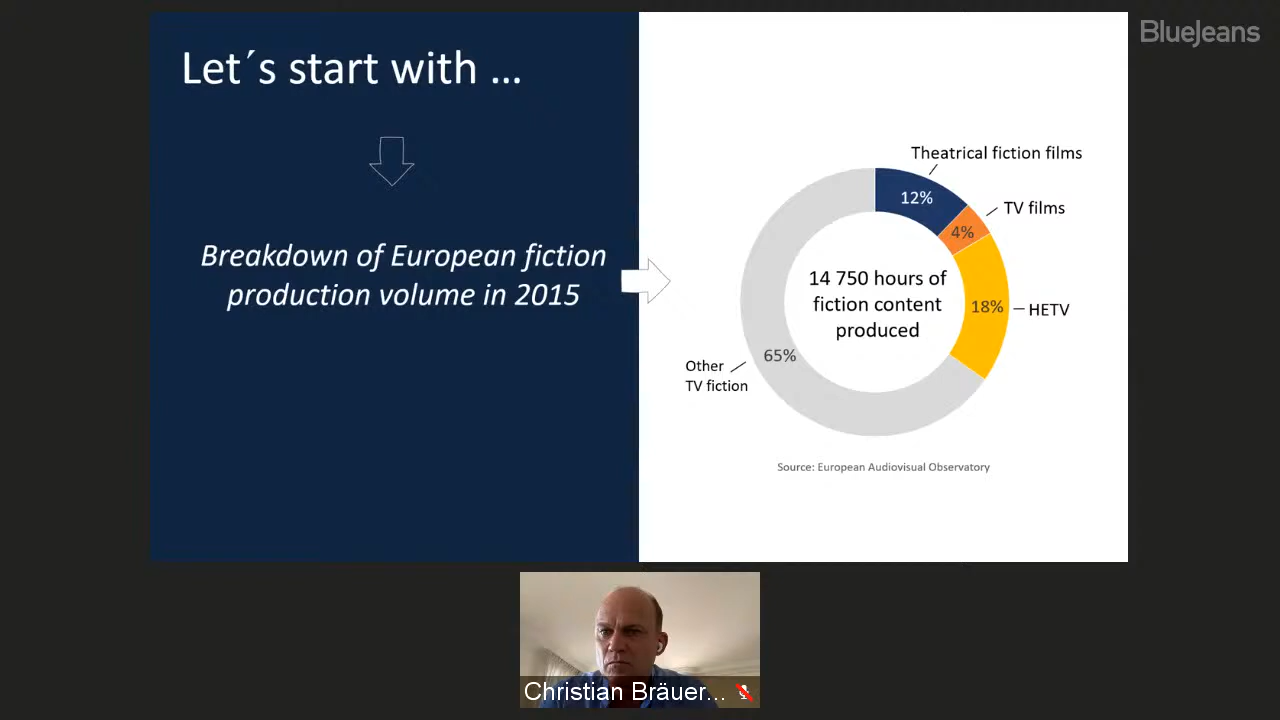 BlueJeans
Let´s start with ...
Breakdown of European fiction
production volume in 2015
Theatrical fiction films
12%
TV films
4%
14 750 hours of
fiction content
produced
18%
HETV
65%
Other
TV fiction
Source: European Audiovisual Observatory
Christian Bräuer...